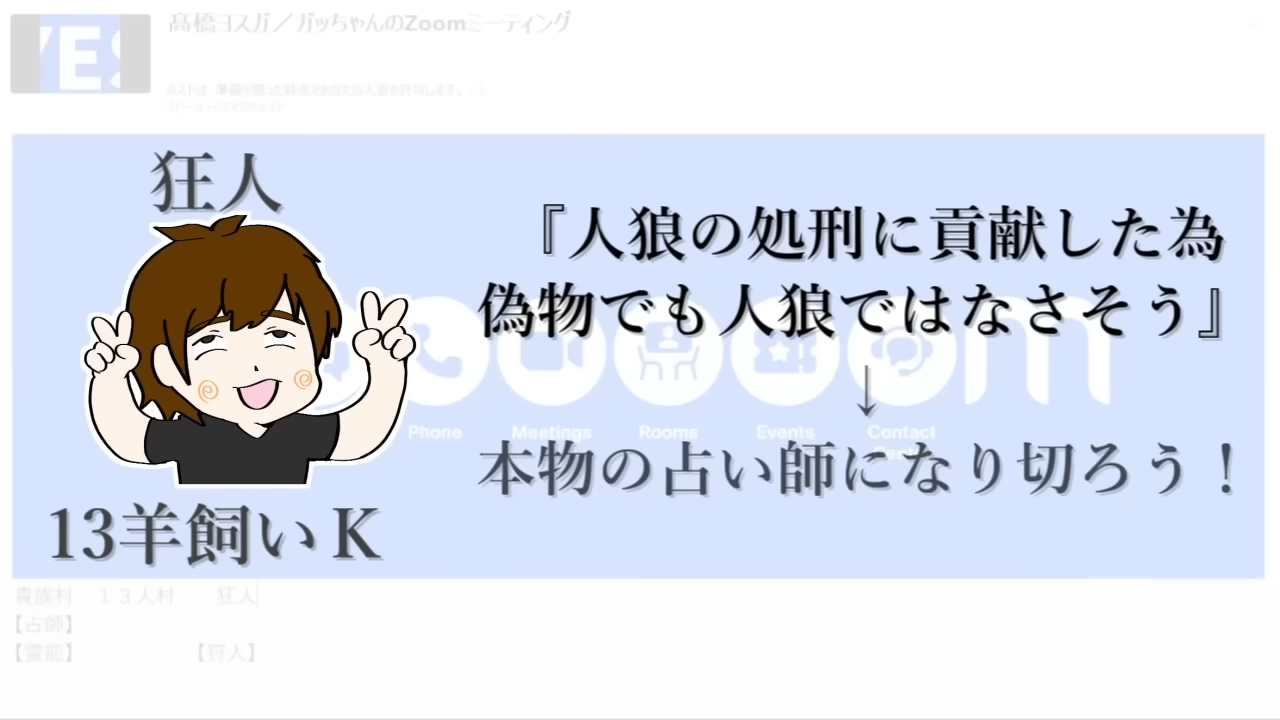 髙橋ヨスガ／ガッちゃんのZoomミーティング
狂人
『人狼の処刑に貢献した為
偽物でも人狼ではなさそう』
↓
本物の占い師になり切ろう！
zoom
Phone
Meetings
Rooms
Events
Contact
13羊飼いK
貴族村　１３人村　　狂人
【占師】
【霊能】　　【狩人】